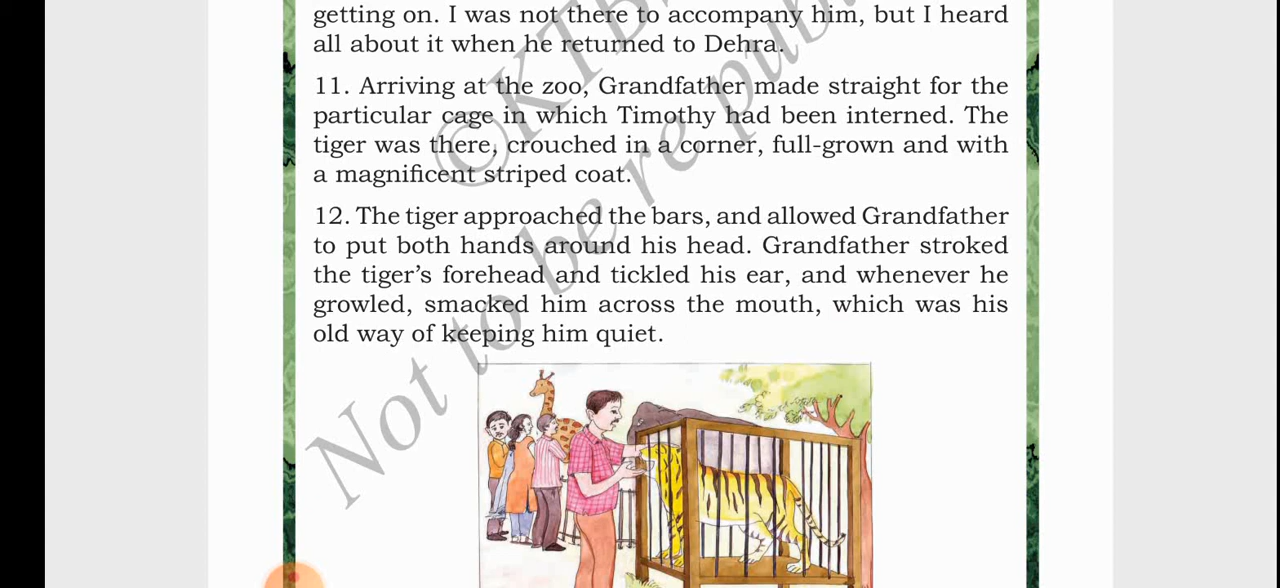 getting on. I was not there to accompany him, but I heard
all about it when he returned to Dehra.
11. Arriving at the zoo, Grandfather made straight for the
particular cage in which Timothy had been interned. The
tiger was there, crouched in a corner, full-grown and with
a magnificent striped coat.
12. The tiger approached the bars, and allowed Grandfather
to put both hands around his head. Grandfather stroked
the tiger's forehead and tickled his ear, and whenever he
growled, smacked him across the mouth, which was his
old way of keeping him quiet.
©KTB
Not to be re pub